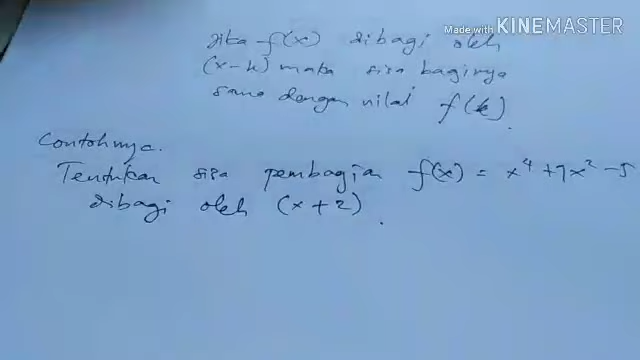 Made with KINEMASTER
jika f(x) dibagi oleh
(x-k) maka sisa baginya
sama dengan nilai f(k).
Contohnya.
Tentukan sisa pembagian f(x) = x⁴ + 7x² - 5
dibagi oleh (x+2).